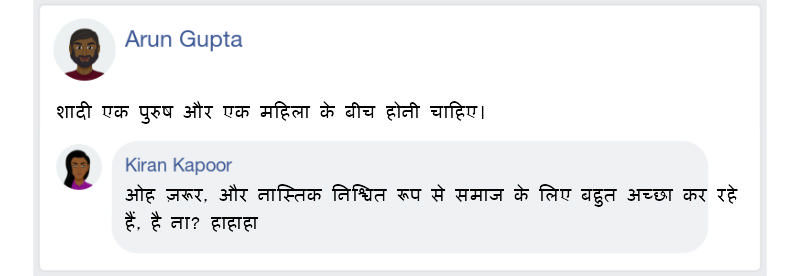 Arun Gupta
शादी एक पुरुष और एक महिला के बीच होनी चाहिए।
Kiran Kapoor
ओह ज़रूर, और नास्तिक निश्चित रूप से समाज के लिए बहुत अच्छा कर रहे
हैं, है ना? हाहाहा